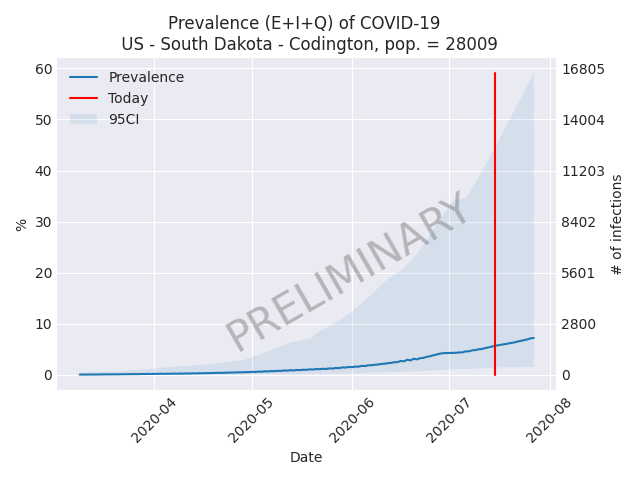 Prevalence (E+I+Q) of COVID-19
US - South Dakota - Codington, pop. = 28009
Prevalence
Today
95CI
PRELIMINARY
%
60
50
40
30
20
10
0
16805
14004
11203
8402
5601
2800
0
# of infections
2020-04
2020-05
2020-06
2020-07
2020-08
Date